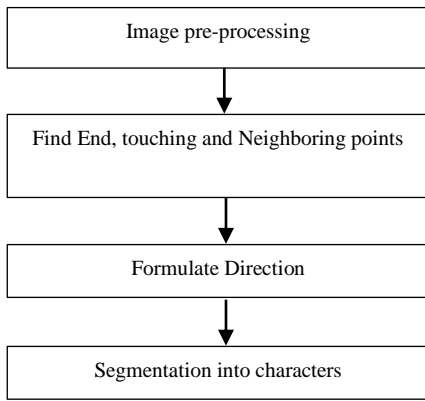 Image pre-processing
Find End, touching and Neighboring points
Formulate Direction
Segmentation into characters